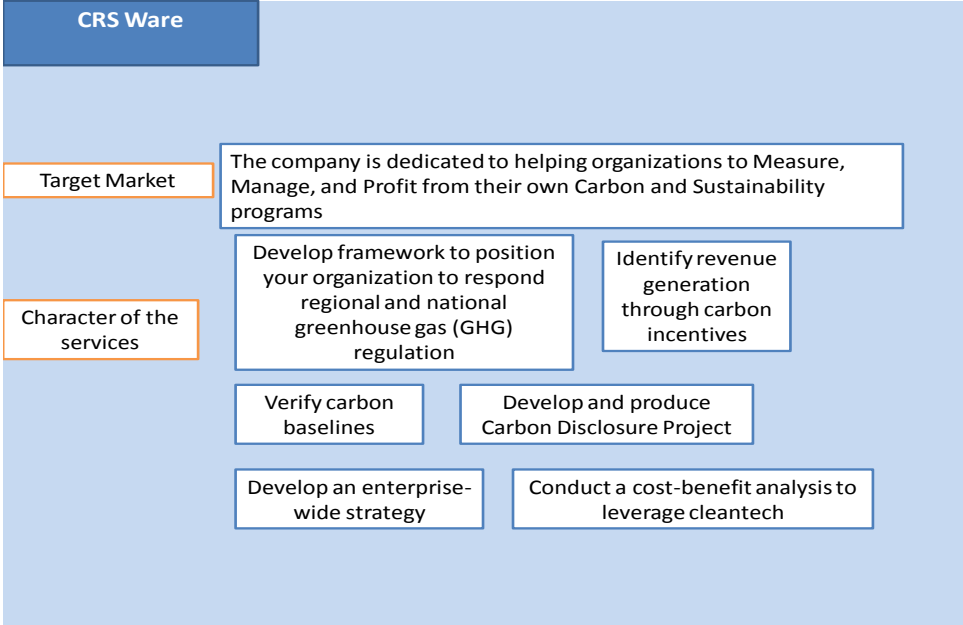 CRS Ware
Target Market
The company is dedicated to helping organizations to Measure,
Manage, and Profit from their own Carbon and Sustainability
programs
Character of the
services
Develop framework to position
your organization to respond
regional and national
greenhouse gas (GHG)
regulation
Identify revenue
generation
through carbon
incentives
Verify carbon
baselines
Develop and produce
Carbon Disclosure Project
Develop an enterprise-
wide strategy
Conduct a cost-benefit analysis to
leverage cleantech